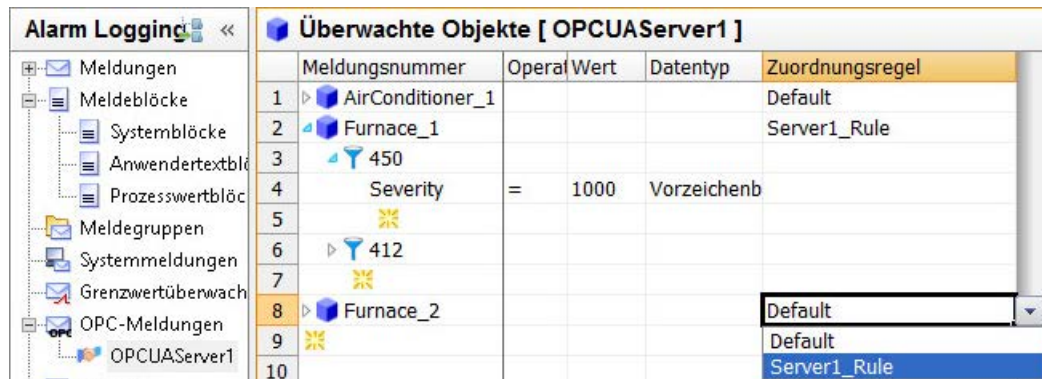 Alarm Logging «
Meldungen
Meldeblöcke
Systemblöcke
Anwendertextblö
Prozesswertblöc
Meldegruppen
Systemmeldungen
Grenzwertüberwach
OPC-Meldungen
OPCUAServer1
Überwachte Objekte [ OPCUAServer1 ]
Meldungsnummer Operat Wert Datentyp Zuordnungsregel
1 AirConditioner_1 Default
2 Furnace_1 Server1_Rule
3 450
4 Severity = 1000 Vorzeichenb
5
6 412
7
8 Furnace_2 Default
9 Default
10 Server1_Rule